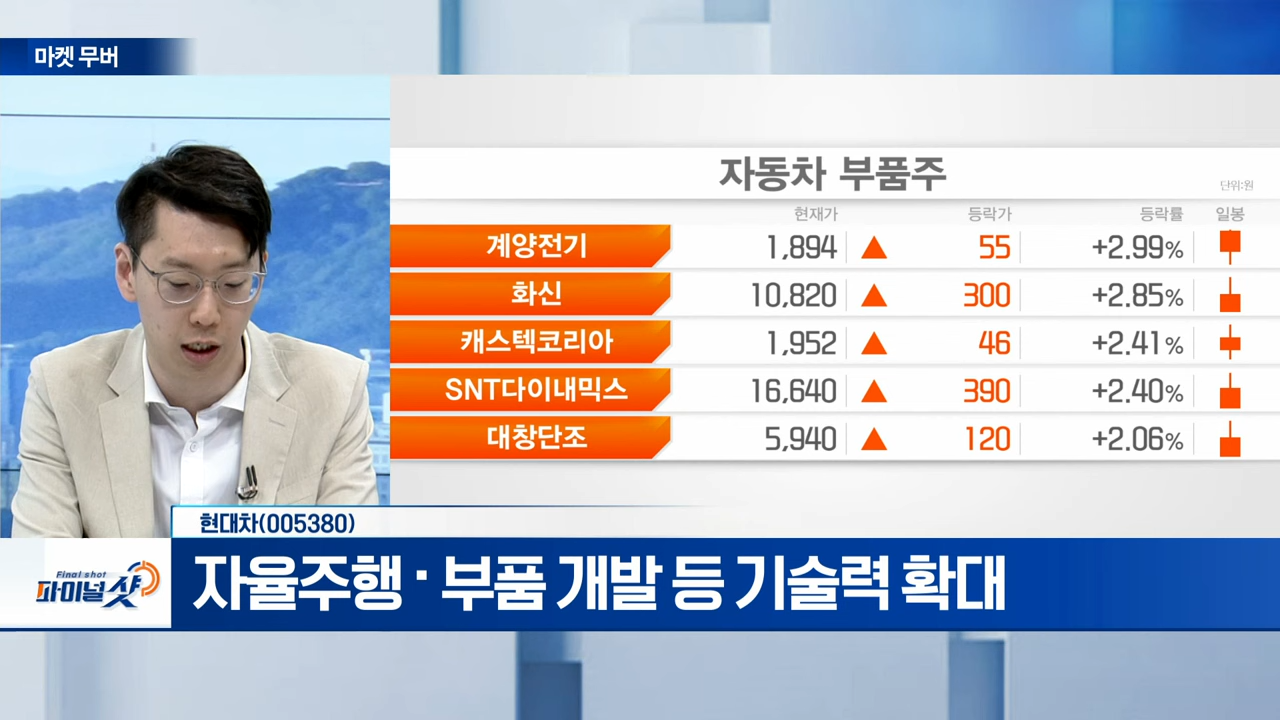 마켓 무버
자동차 부품주
단위:원
현재가 등락가 등락률 일봉
계양전기 1,894 ▲ 55 +2.99%
화신 10,820 ▲ 300 +2.85%
캐스텍코리아 1,952 ▲ 46 +2.41%
SNT다이내믹스 16,640 ▲ 390 +2.40%
대창단조 5,940 ▲ 120 +2.06%
현대차(005380)
Final shot
파이널샷
자율주행·부품 개발 등 기술력 확대